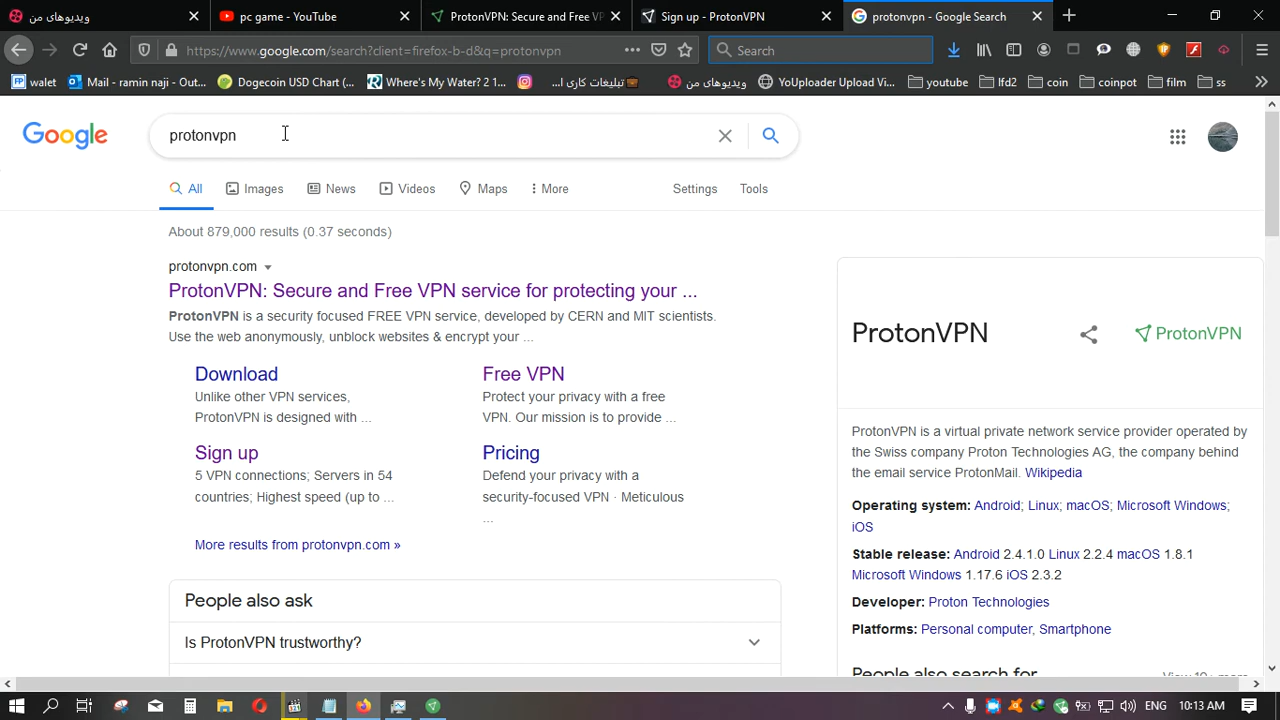 ویدیوهای من
pc game - YouTube
ProtonVPN: Secure and Free VP
Sign up - ProtonVPN
protonvpn - Google Search
https://www.google.com/search?client=firefox-b-d&q=protonvpn
Search
walet
Mail - ramin naji - Outl...
Dogecoin USD Chart (...
Where's My Water? 2 1...
تبلیغات کاری ا...
ویدیوهای من
YoUploader Upload Vi...
youtube
lfd2
coin
coinpot
film
ss
Google
protonvpn
All
Images
News
Videos
Maps
More
Settings
Tools
About 879,000 results (0.37 seconds)
protonvpn.com
ProtonVPN: Secure and Free VPN service for protecting your ...
ProtonVPN is a security focused FREE VPN service, developed by CERN and MIT scientists.
Use the web anonymously, unblock websites & encrypt your ...
Download
Unlike other VPN services,
ProtonVPN is designed with ...
Free VPN
Protect your privacy with a free
VPN. Our mission is to provide ...
Sign up
5 VPN connections; Servers in 54
countries; Highest speed (up to ...
Pricing
Defend your privacy with a
security-focused VPN · Meticulous
...
More results from protonvpn.com »
People also ask
Is ProtonVPN trustworthy?
ProtonVPN
ProtonVPN
ProtonVPN is a virtual private network service provider operated by
the Swiss company Proton Technologies AG, the company behind
the email service ProtonMail. Wikipedia
Operating system: Android; Linux; macOS; Microsoft Windows;
iOS
Stable release: Android 2.4.1.0 Linux 2.2.4 macOS 1.8.1
Microsoft Windows 1.17.6 iOS 2.3.2
Developer: Proton Technologies
Platforms: Personal computer, Smartphone
People also search for
View 10+ more
10:13 AM